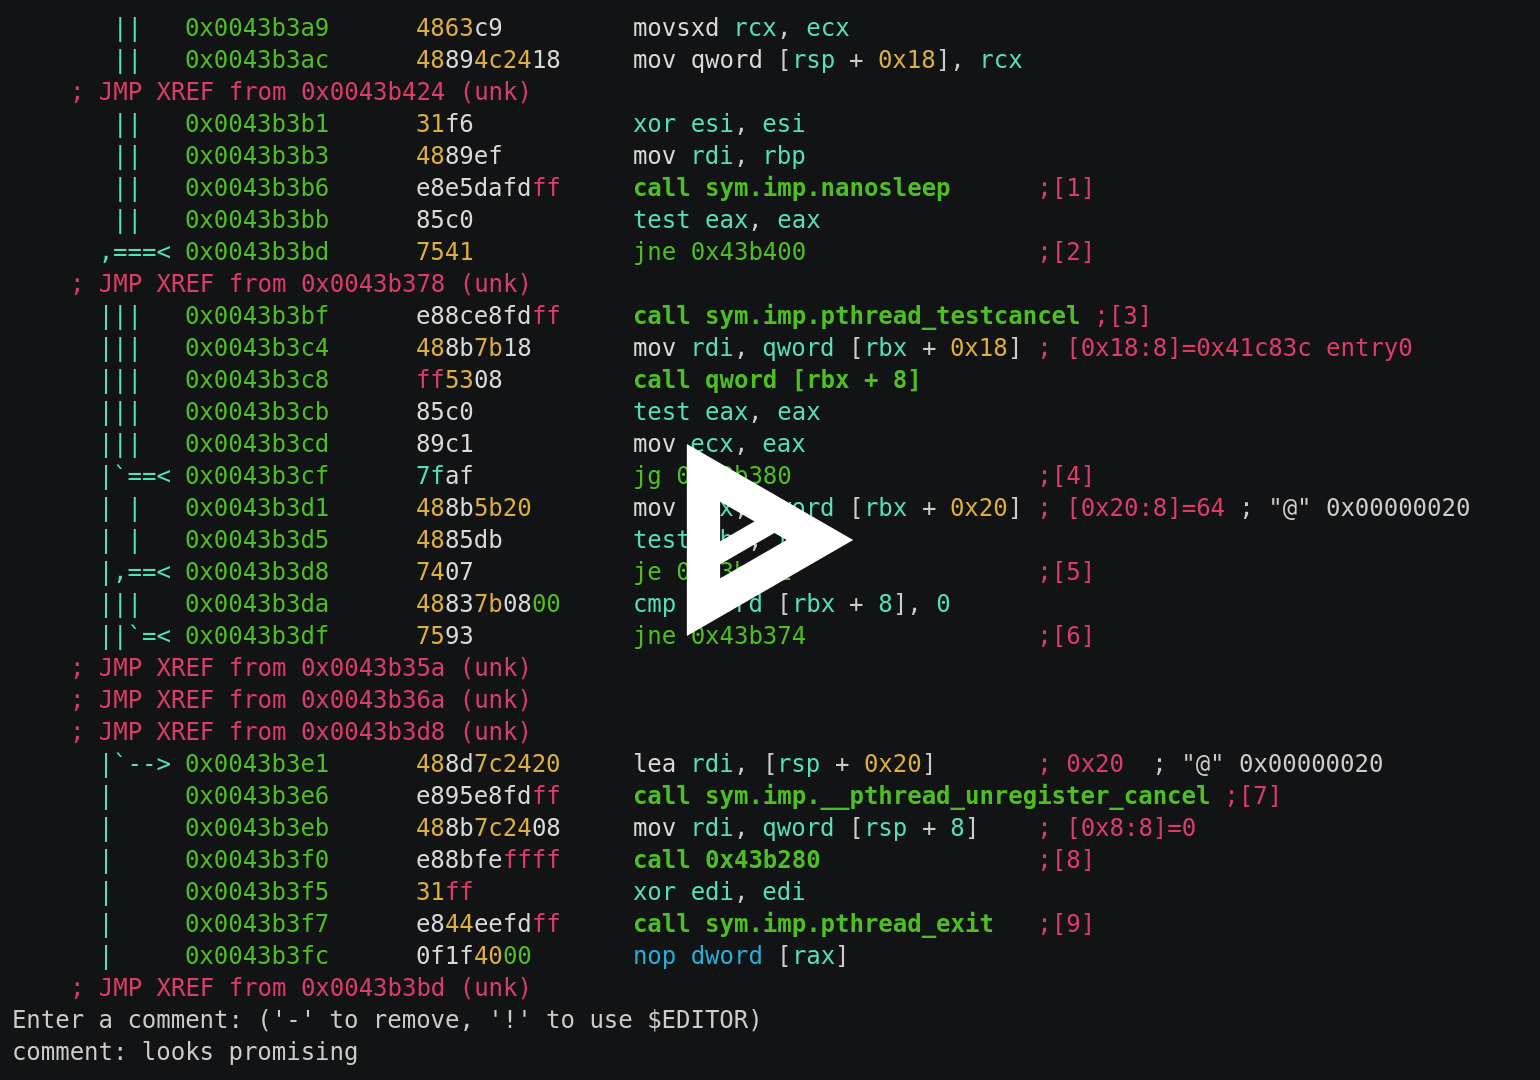 ||   0x0043b3a9      4863c9         movsxd rcx, ecx
||   0x0043b3ac      48894c2418     mov qword [rsp + 0x18], rcx
; JMP XREF from 0x0043b424 (unk)
||   0x0043b3b1      31f6           xor esi, esi
||   0x0043b3b3      4889ef         mov rdi, rbp
||   0x0043b3b6      e8e5dafdff     call sym.imp.nanosleep      ;[1]
||   0x0043b3bb      85c0           test eax, eax
,===< 0x0043b3bd      7541           jne 0x43b400                ;[2]
; JMP XREF from 0x0043b378 (unk)
|||   0x0043b3bf      e88ce8fdff     call sym.imp.pthread_testcancel ;[3]
|||   0x0043b3c4      488b7b18       mov rdi, qword [rbx + 0x18] ; [0x18:8]=0x41c83c entry0
|||   0x0043b3c8      ff5308         call qword [rbx + 8]
|||   0x0043b3cb      85c0           test eax, eax
|||   0x0043b3cd      89c1           mov ecx, eax
|`==< 0x0043b3cf      7faf           jg                 ;[4]
| |   0x0043b3d1      488b5b20       mov       [rbx + 0x20] ; [0x20:8]=64 ; "@" 0x00000020
| |   0x0043b3d5      4885db         test
|,==< 0x0043b3d8      7407           je                 ;[5]
|||   0x0043b3da      48837b0800     cmp       [rbx + 8], 0
||`=< 0x0043b3df      7593           jne 0x43b374                ;[6]
; JMP XREF from 0x0043b35a (unk)
; JMP XREF from 0x0043b36a (unk)
; JMP XREF from 0x0043b3d8 (unk)
|`--> 0x0043b3e1      488d7c2420     lea rdi, [rsp + 0x20]       ; 0x20  ; "@" 0x00000020
|     0x0043b3e6      e895e8fdff     call sym.imp.__pthread_unregister_cancel ;[7]
|     0x0043b3eb      488b7c2408     mov rdi, qword [rsp + 8]    ; [0x8:8]=0
|     0x0043b3f0      e88bfeffff     call 0x43b280               ;[8]
|     0x0043b3f5      31ff           xor edi, edi
|     0x0043b3f7      e844eefdff     call sym.imp.pthread_exit   ;[9]
|     0x0043b3fc      0f1f4000       nop dword [rax]
; JMP XREF from 0x0043b3bd (unk)
Enter a comment: ('-' to remove, '!' to use $EDITOR)
comment: looks promising